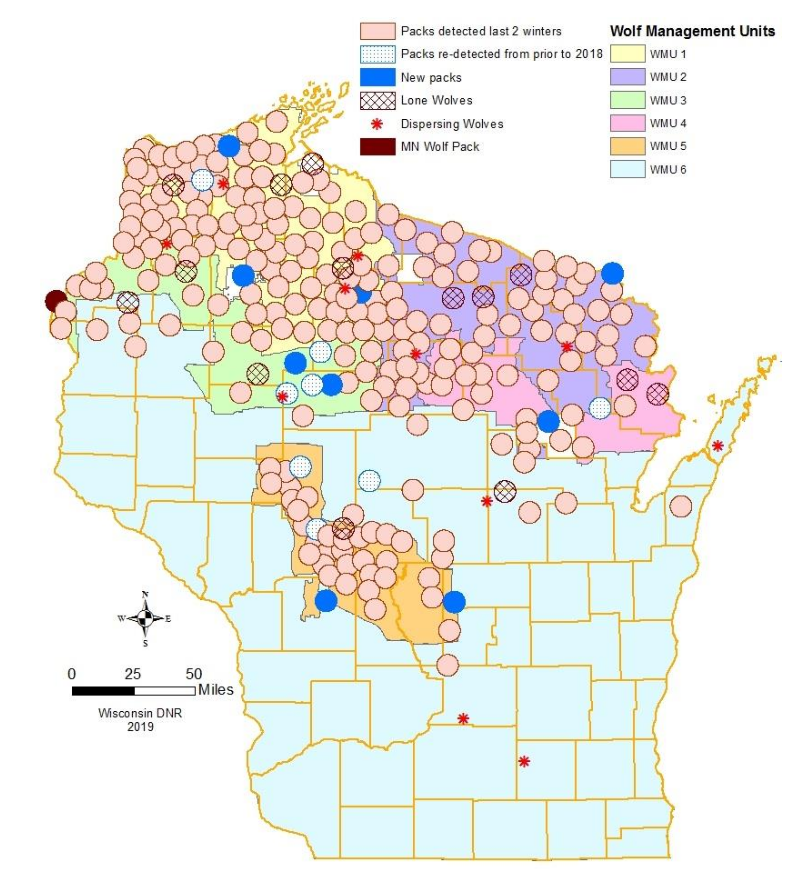 Packs detected last 2 winters
Packs re-detected from prior to 2018
New packs
Lone Wolves
Dispersing Wolves
MN Wolf Pack
Wolf Management Units
WMU 1
WMU 2
WMU 3
WMU 4
WMU 5
WMU 6
N
W E
S
0 25 50
Miles
Wisconsin DNR
2019